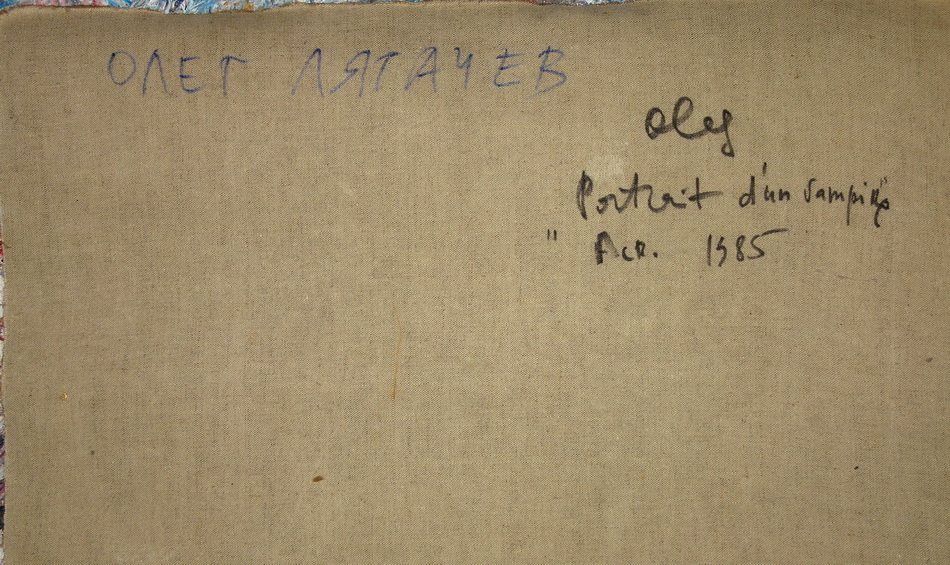 ОЛЕГ ЛЯГАЧЕВ
Oleg
Portrait d'un Vampire"
" Acr. 1985